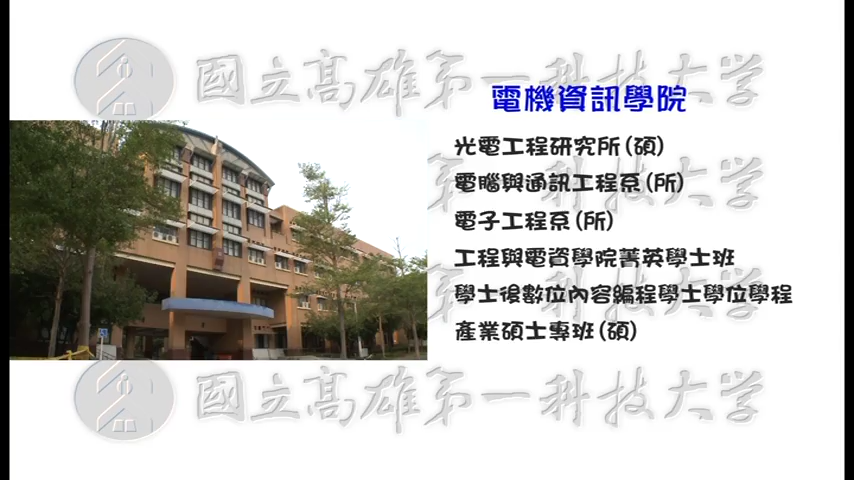 國立高雄第一科技大学
電機資訊學院
光電工程研究所(碩)
電腦與通訊工程系(所)
電子工程系(所)
工程與電資學院菁英學士班
學士後數位內容編程學士學位學程
產業碩士專班(碩)
國立高雄第一科技大学